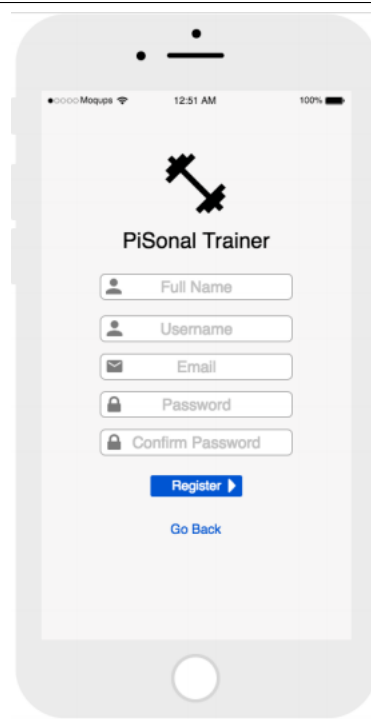 Moqups 12:51 AM 100%
PiSonal Trainer
Full Name
Username
Email
Password
Confirm Password
Register
Go Back